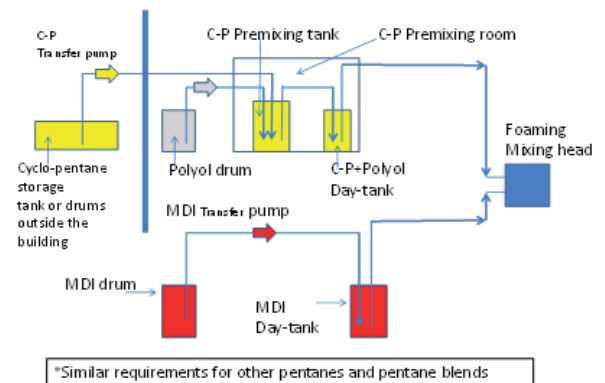 C-P
Transfer pump
C-P Premixing tank
C-P Premixing room
Cyclo-pentane
storage
tank or drums
outside the
building
Polyol drum
C-P+Polyol
Day-tank
Foaming
Mixing head
MDI Transfer pump
MDI drum
MDI
Day-tank
*Similar requirements for other pentanes and pentane blends